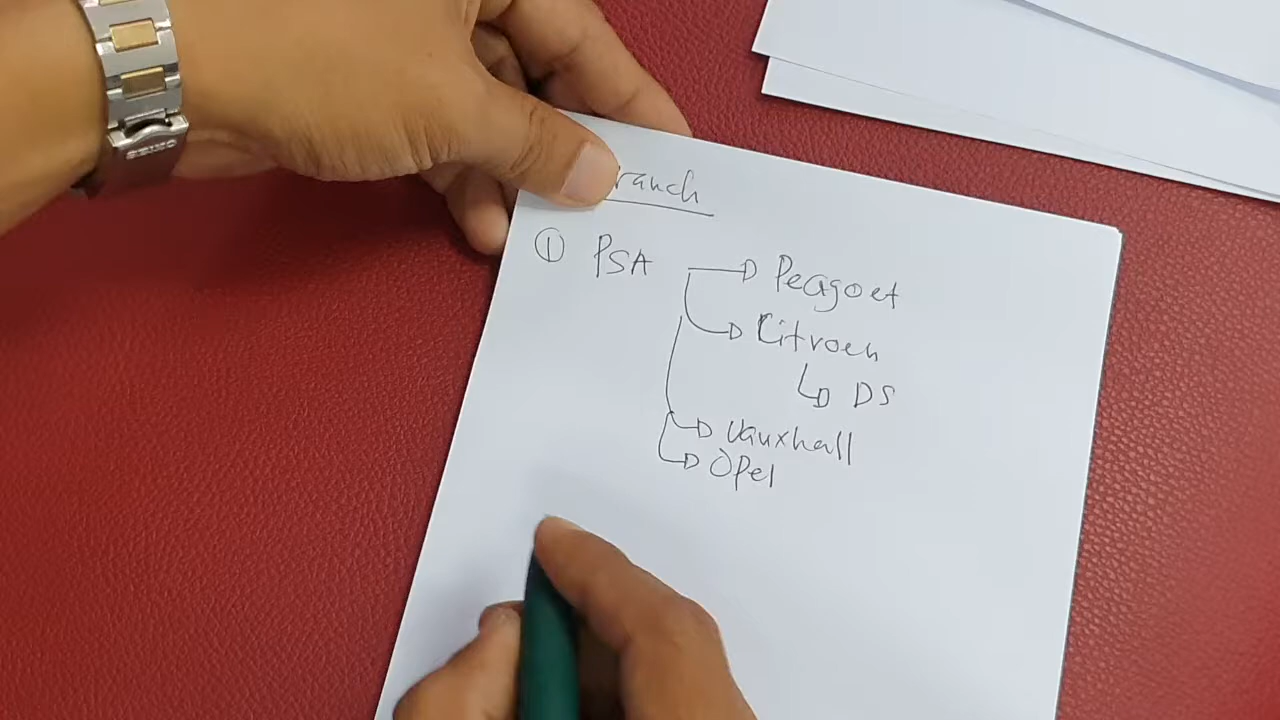 ranch
① PSA Peagoet
Citroen
DS
Vauxhall
Opel
SEIKO